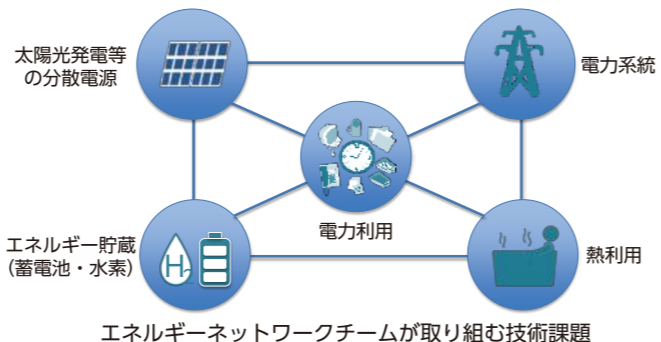 太陽光発電等
の分散電源
電力系統
電力利用
エネルギー貯蔵
(蓄電池・水素)
H₂
熱利用
エネルギーネットワークチームが取り組む技術課題